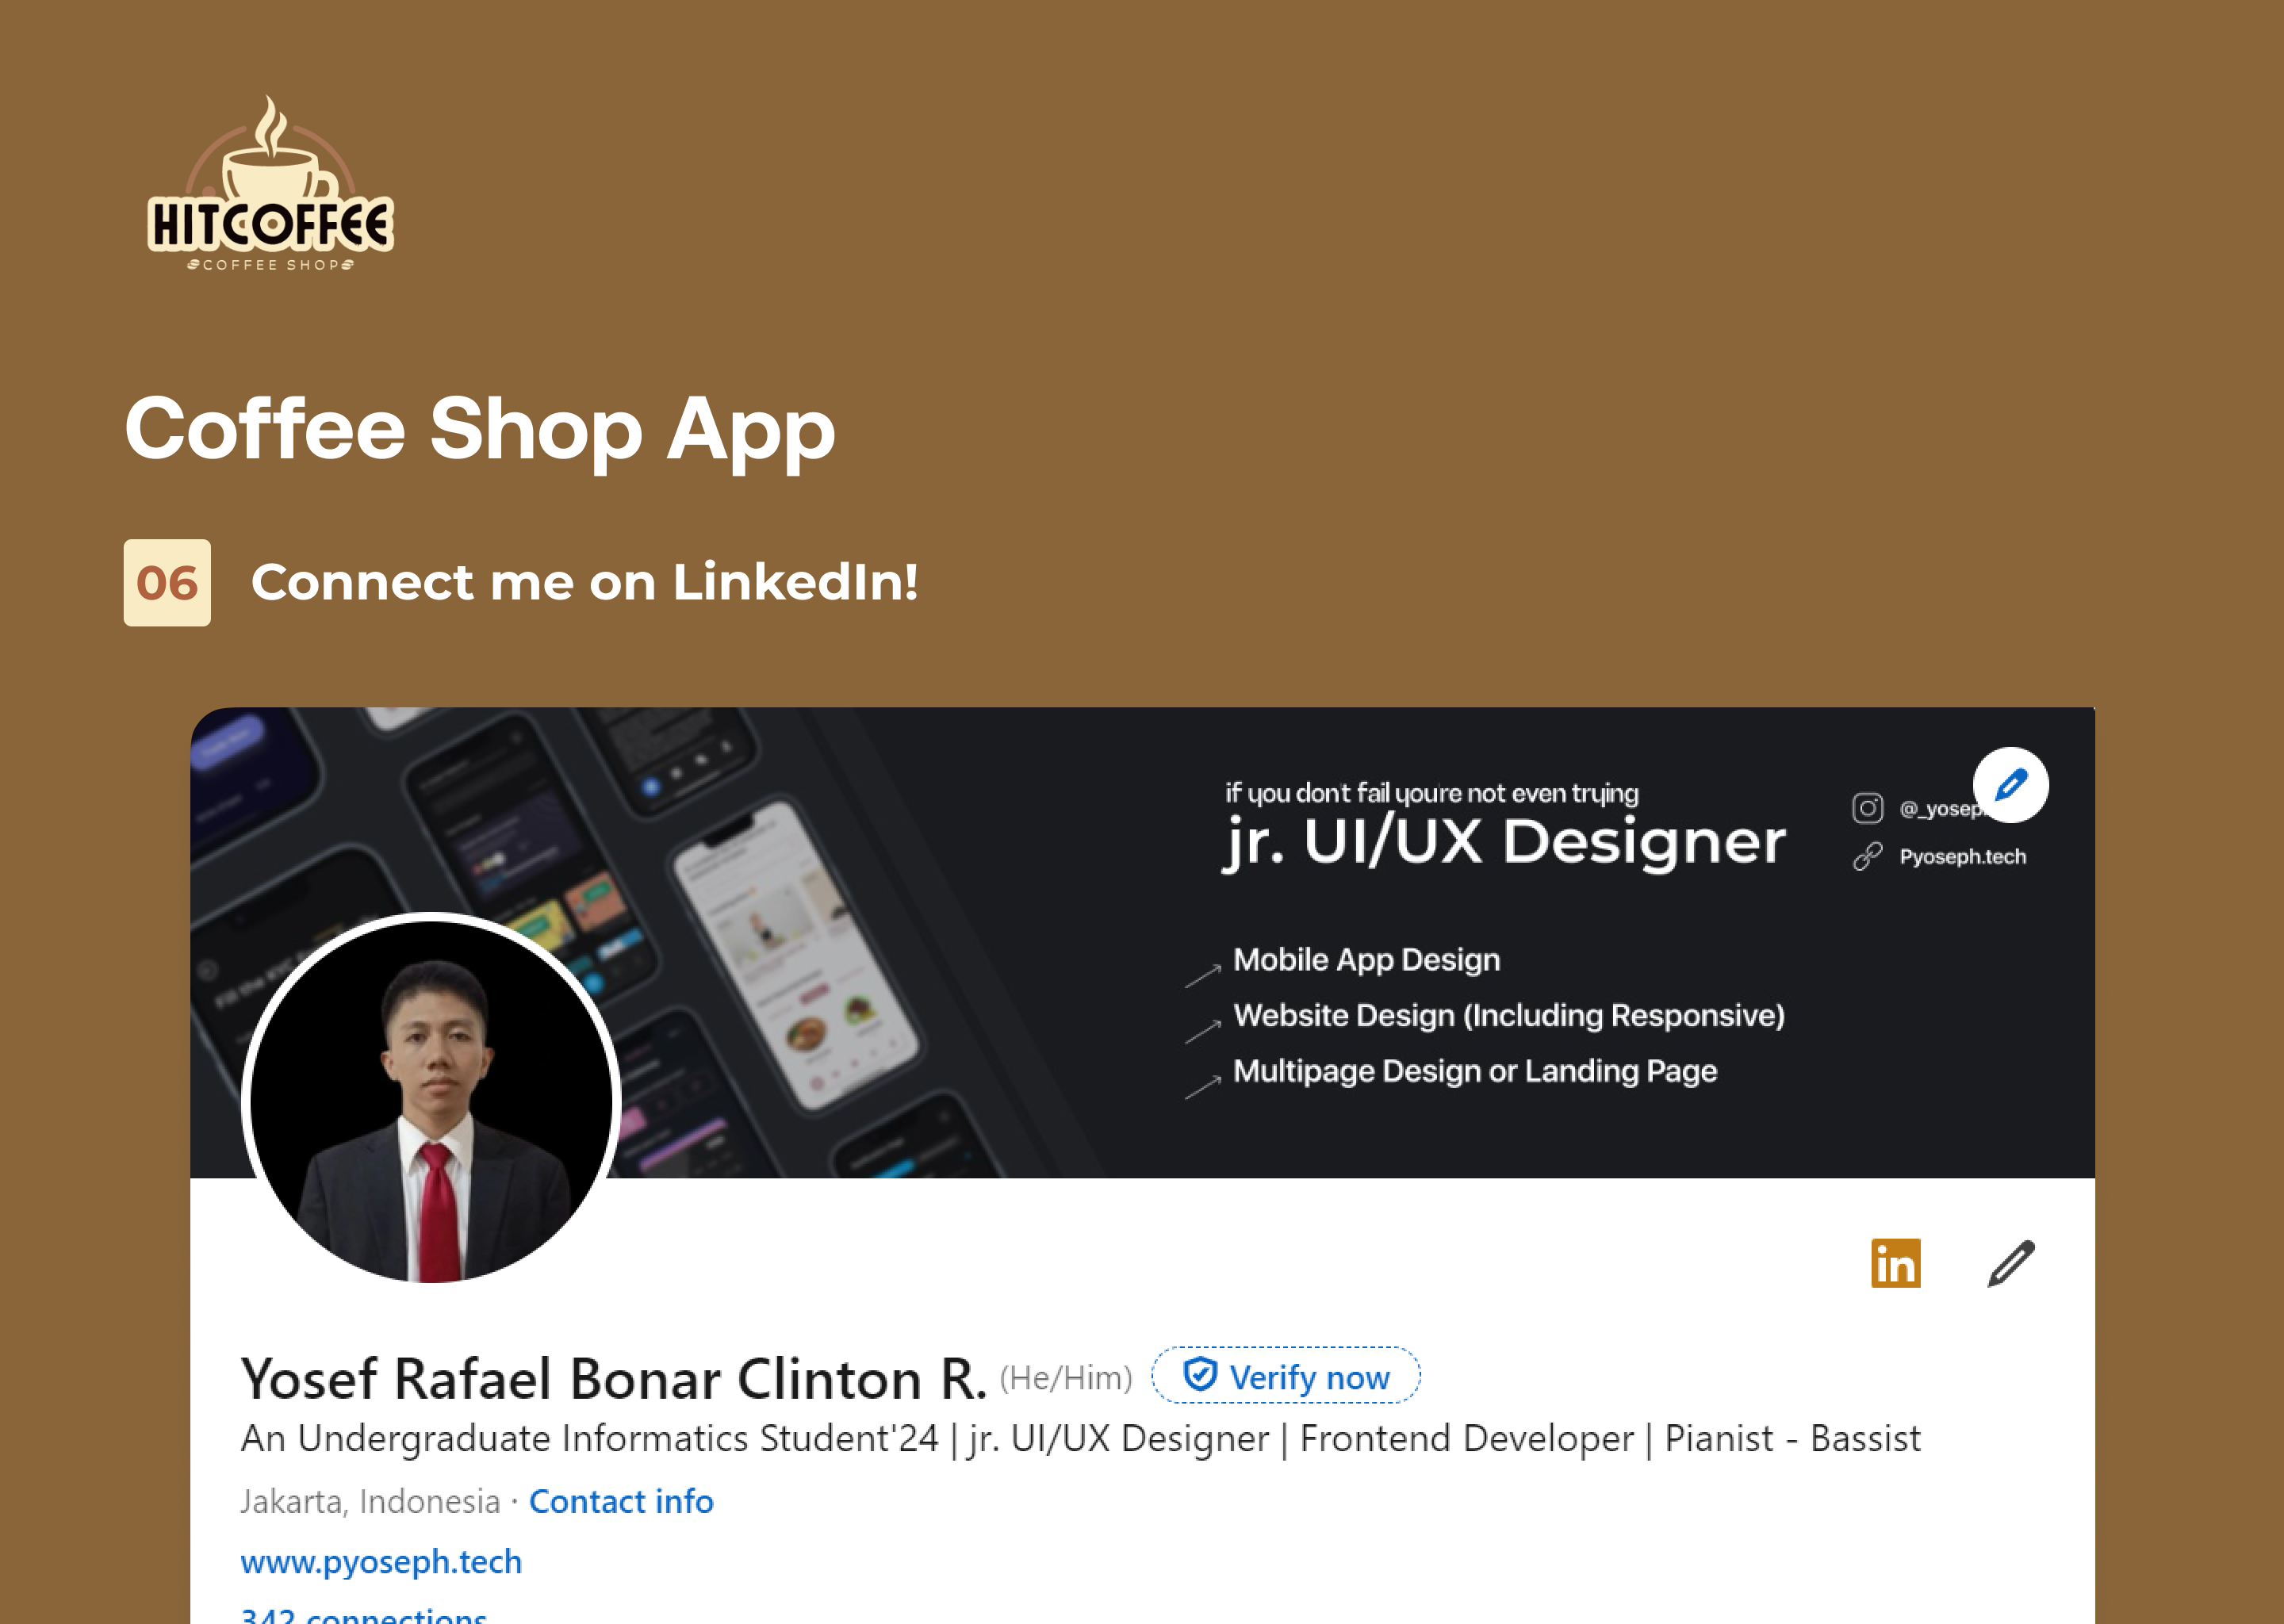 HITCOFFEE
COFFEE SHOP
Coffee Shop App
06 Connect me on LinkedIn!
if you don't fail youre not even trying
jr. UI/UX Designer
Pyoseph.tech
Mobile App Design
Website Design (Including Responsive)
Multipage Design or Landing Page
in
Yosef Rafael Bonar Clinton R. (He/Him) Verify now
An Undergraduate Informatics Student'24 | jr. UI/UX Designer | Frontend Developer | Pianist - Bassist
Jakarta, Indonesia · Contact info
www.pyoseph.tech
342 connections